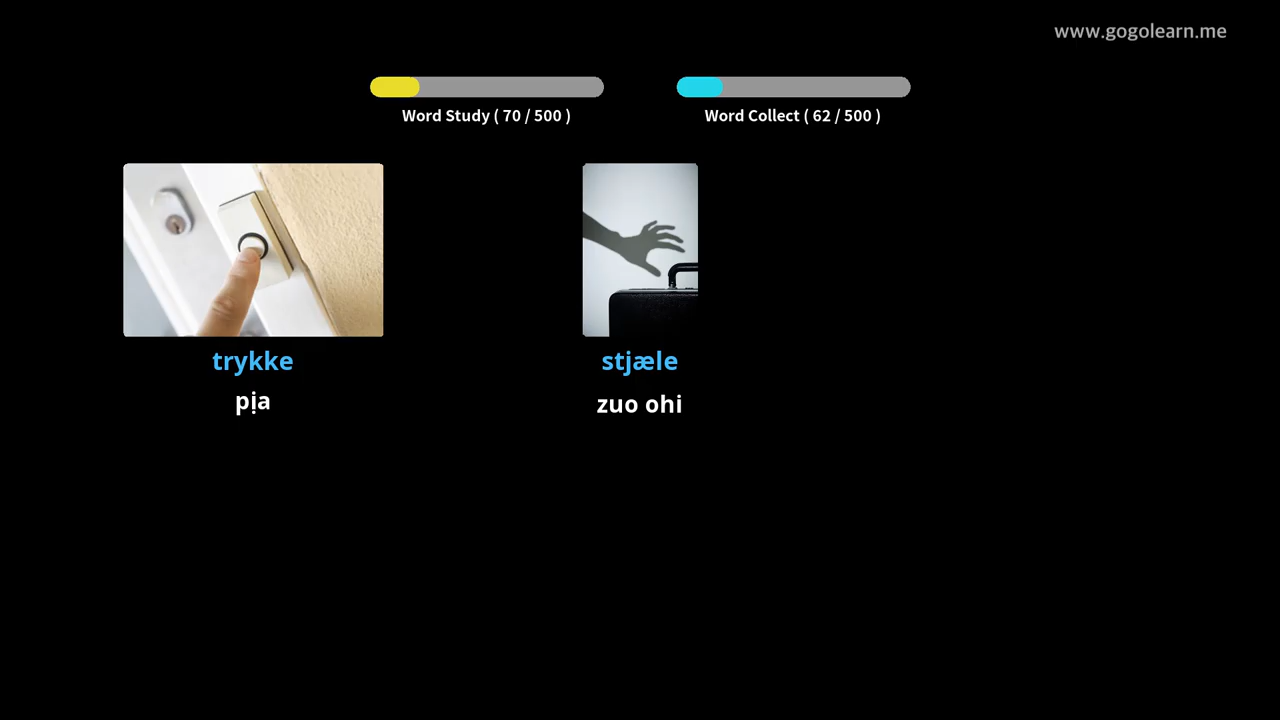 www.gogolearn.me
Word Study ( 70 / 500 )
Word Collect ( 62 / 500 )
trykke
pịa
stjæle
zuo ohi